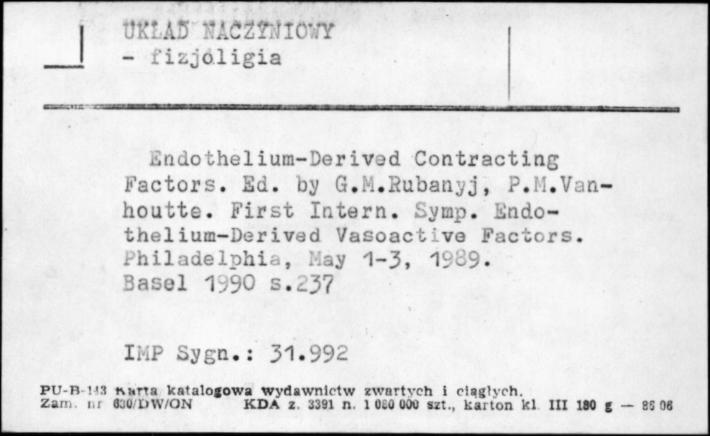 UKŁAD NACZYNIOWY
- fizjóligia
Endothelium-Derived Contracting
Factors. Ed. by G.M.Rubanyj, P.M.Van-
houtte. First Intern. Symp. Endo-
thelium-Derived Vasoactive Factors.
Philadelphia, May 1-3, 1989.
Basel 1990 s.237
IMP Sygn.: 31.992
PU-B-143 Karta katalogowa wydawnictw zwartych i ciągłych.
Zam. nr 630/DW/ON KDA z. 3391 n. 1 080 000 szt., karton kl. III 180 g — 86 06